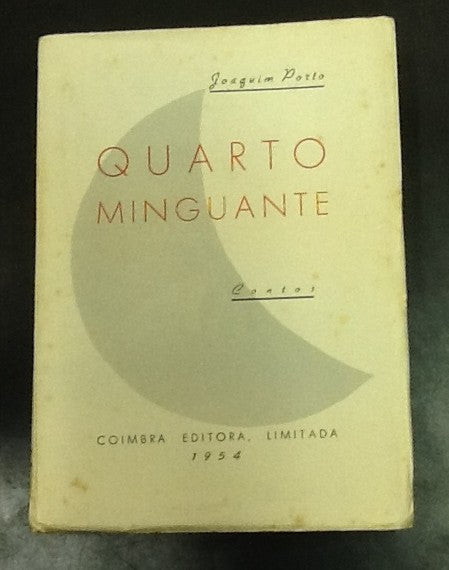 Joaquim Porto
QUARTO
MINGUANTE
Contos
COIMBRA EDITORA, LIMITADA
1954